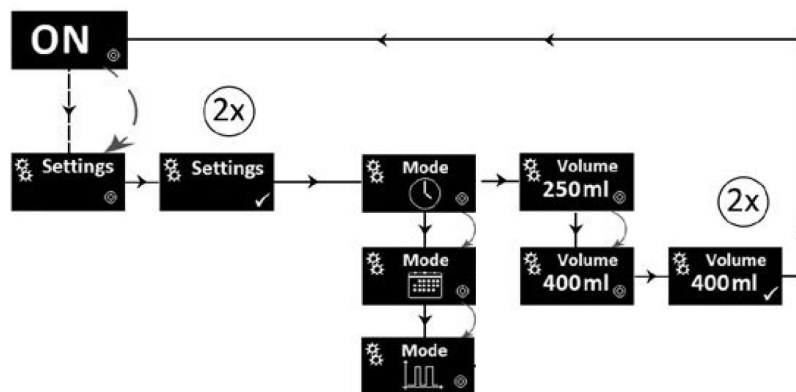 ON
2x
Settings
Settings
Mode
Volume
250ml
2x
Mode
Volume
400ml
Volume
400ml
Mode